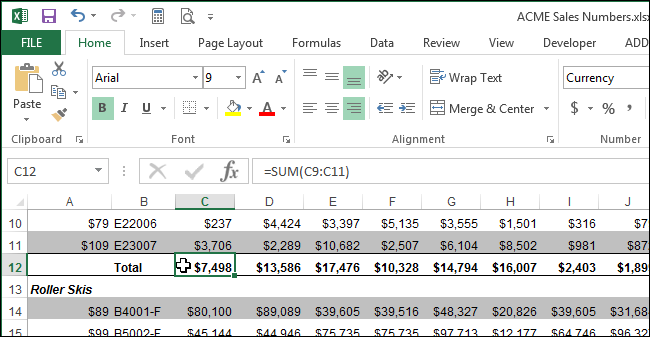 ACME Sales Numbers.xls
FILE Home Insert Page Layout Formulas Data Review View Developer ADD
Paste
Arial 9 A A
B I U A
Wrap Text
Merge & Center
Currency
$ % ,
Clipboard Font Alignment Number
C12 fx =SUM(C9:C11)
A B C D E F G H I J
10 $79 E22006 $237 $4,424 $3,397 $5,135 $3,555 $1,501 $316 $7
11 $109 E23007 $3,706 $2,289 $10,682 $2,507 $6,104 $8,502 $981 $87
12 Total $7,498 $13,586 $17,476 $10,328 $14,794 $16,007 $2,403 $1,89
13 Roller Skis
14 $89 B4001-F $80,100 $89,089 $39,605 $39,516 $48,327 $20,826 $39,605 $31,68
15 $99 B5002-F $45,144 $44,946 $75,735 $75,735 $97,713 $12,177 $64,746 $96,32